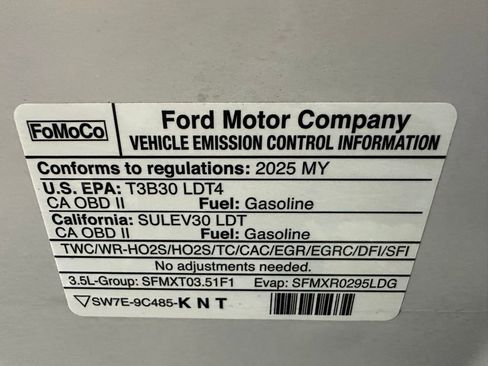 FoMoCo
Ford Motor Company
VEHICLE EMISSION CONTROL INFORMATION
Conforms to regulations: 2025 MY
U.S. EPA: T3B30 LDT4
CA OBD II Fuel: Gasoline
California: SULEV30 LDT
CA OBD II Fuel: Gasoline
TWC/WR-HO2S/HO2S/TC/CAC/EGR/EGRC/DFI/SFI
No adjustments needed.
3.5L-Group: SFMXT03.51F1 Evap: SFMXR0295LDG
SW7E-9C485-KNT